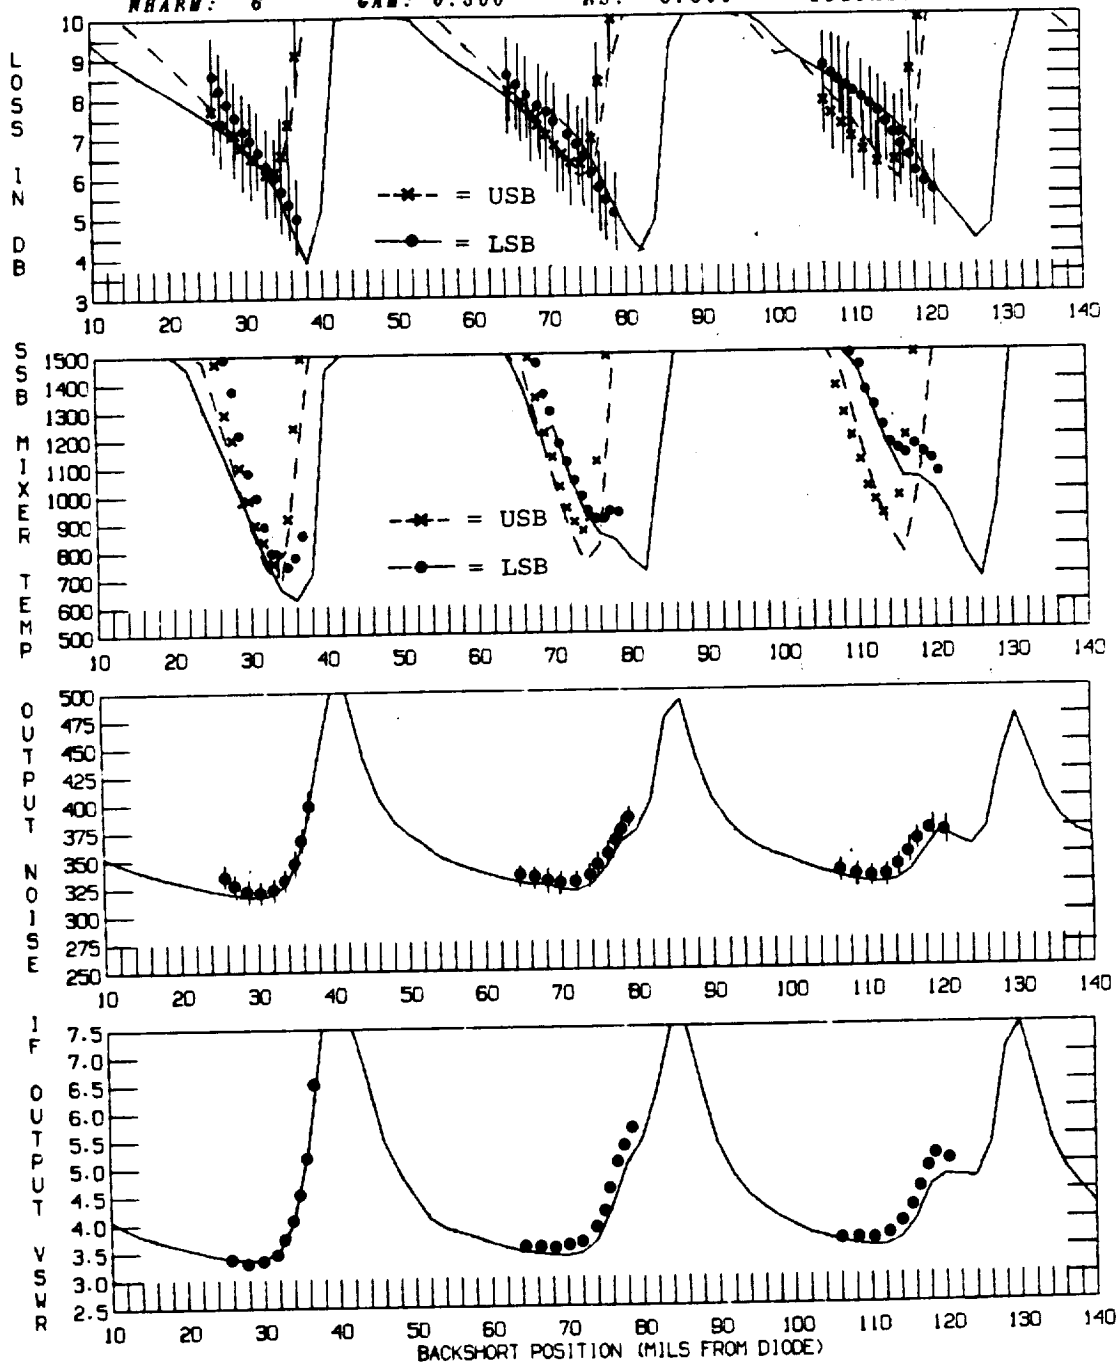 NHARM: 6
10
9
8
7
6
5
4
3
LOSS IN DB
--×-- = USB
—●— = LSB
10 20 30 40 50 60 70 80 90 100 110 120 130 140
SSB MIXER TEMP
1500
1400
1300
1200
1100
1000
900
800
700
600
500
--×-- = USB
—●— = LSB
10 20 30 40 50 60 70 80 90 100 110 120 130 140
OUTPUT NOISE
500
475
450
425
400
375
350
325
300
275
250
10 20 30 40 50 60 70 80 90 100 110 120 130 140
IF OUTPUT VSWR
7.5
7.0
6.5
6.0
5.5
5.0
4.5
4.0
3.5
3.0
2.5
10 20 30 40 50 60 70 80 90 100 110 120 130 140
BACKSHORT POSITION (MILS FROM DIODE)